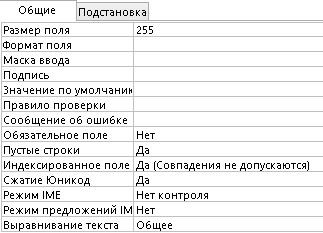 Общие Подстановка
Размер поля 255
Формат поля
Маска ввода
Подпись
Значение по умолчанию
Правило проверки
Сообщение об ошибке
Обязательное поле Нет
Пустые строки Да
Индексированное поле Да (Совпадения не допускаются)
Сжатие Юникод Да
Режим IME Нет контроля
Режим предложений IM Нет
Выравнивание текста Общее